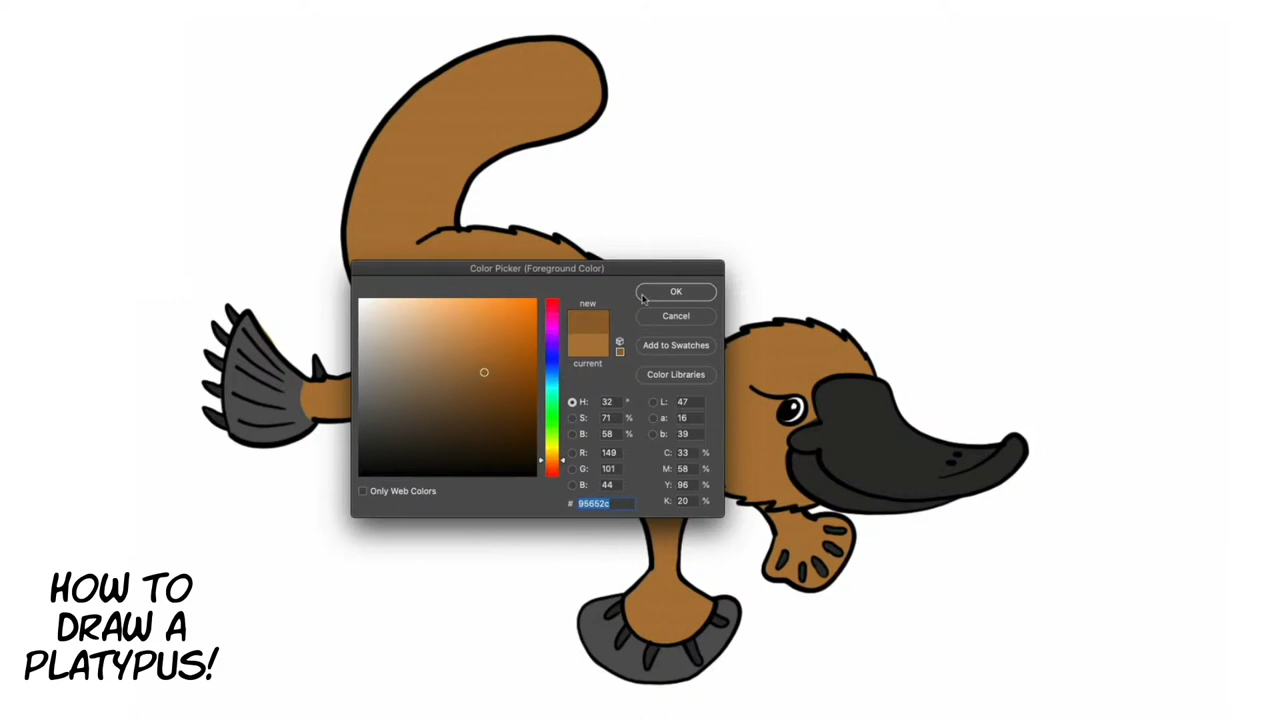 Color Picker (Foreground Color)
new
OK
Cancel
Add to Swatches
current
Color Libraries
H: 32 °
L: 47
S: 71 %
a: 16
B: 58 %
b: 39
R: 149
C: 33 %
G: 101
M: 58 %
B: 44
Y: 96 %
Only Web Colors
# 95652c
K: 20 %
HOW TO
DRAW A
PLATYPUS!